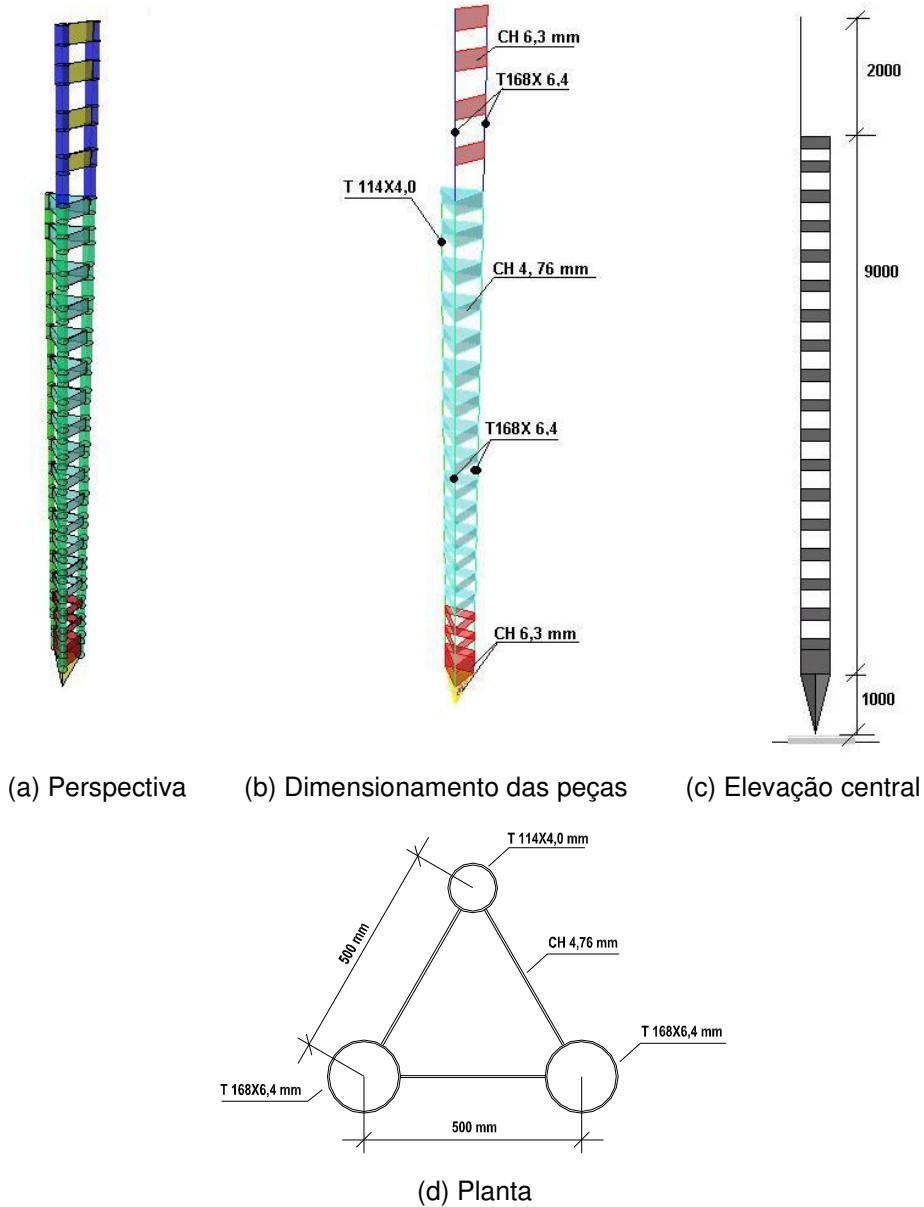 CH 6,3 mm
T168X 6,4
T 114X4,0
CH 4, 76 mm
T168X 6,4
CH 6,3 mm
2000
9000
1000
(a) Perspectiva
(b) Dimensionamento das peças
(c) Elevação central
T 114X4,0 mm
500 mm
CH 4,76 mm
T 168X6,4 mm
T 168X6,4 mm
500 mm
(d) Planta